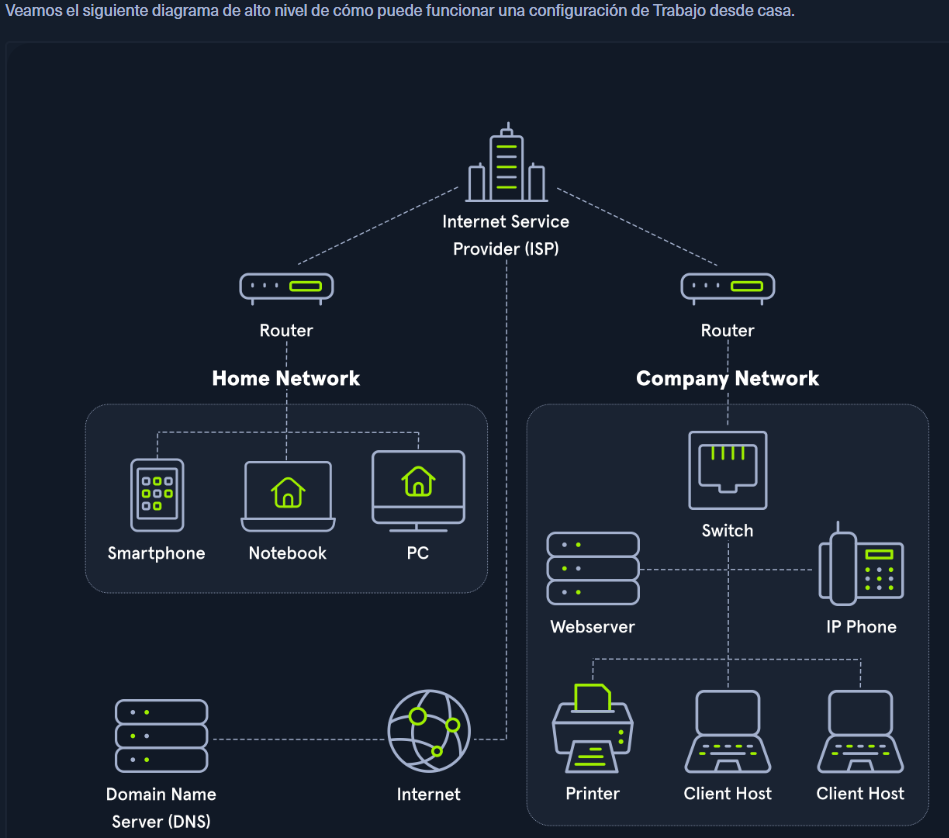 Veamos el siguiente diagrama de alto nivel de cómo puede funcionar una configuración de Trabajo desde casa.
Internet Service
Provider (ISP)
Router
Router
Home Network
Company Network
Switch
Smartphone
Notebook
PC
Webserver
IP Phone
Domain Name
Server (DNS)
Internet
Printer
Client Host
Client Host